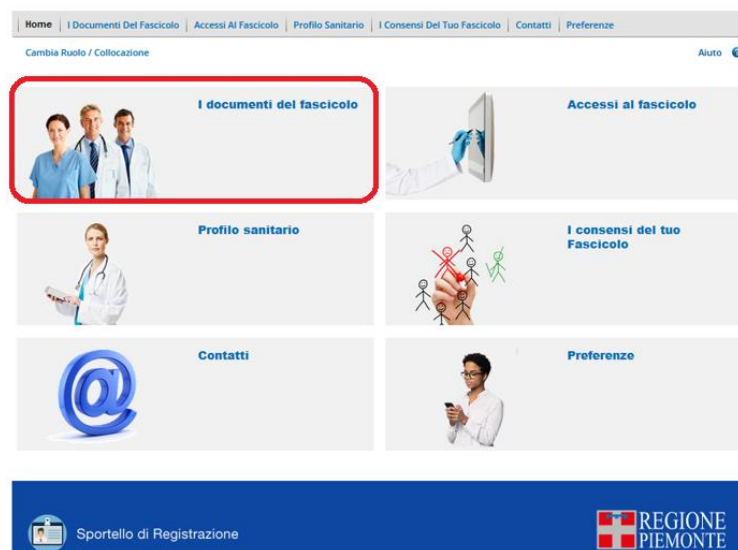 Home | I Documenti Del Fascicolo | Accessi Al Fascicolo | Profilo Sanitario | I Consensi Del Tuo Fascicolo | Contatti | Preferenze
Cambia Ruolo / Collocazione
Aiuto
I documenti del fascicolo
Accessi al fascicolo
Profilo sanitario
I consensi del tuo
Fascicolo
Contatti
Preferenze
Sportello di Registrazione
REGIONE
PIEMONTE